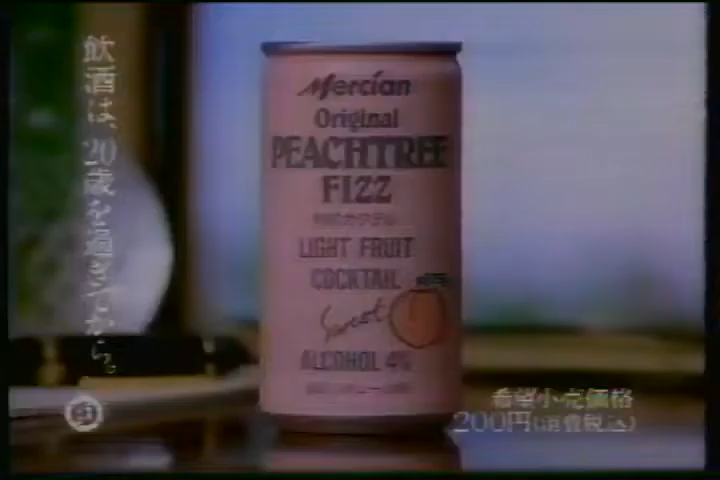 飲酒は、20歳を過ぎてから。
Mercian
Original
PEACHTREE
FIZZ
LIGHT FRUIT
COCKTAIL
Sweet
ALCOHOL 4%
希望小売価格
200円(消費税込)